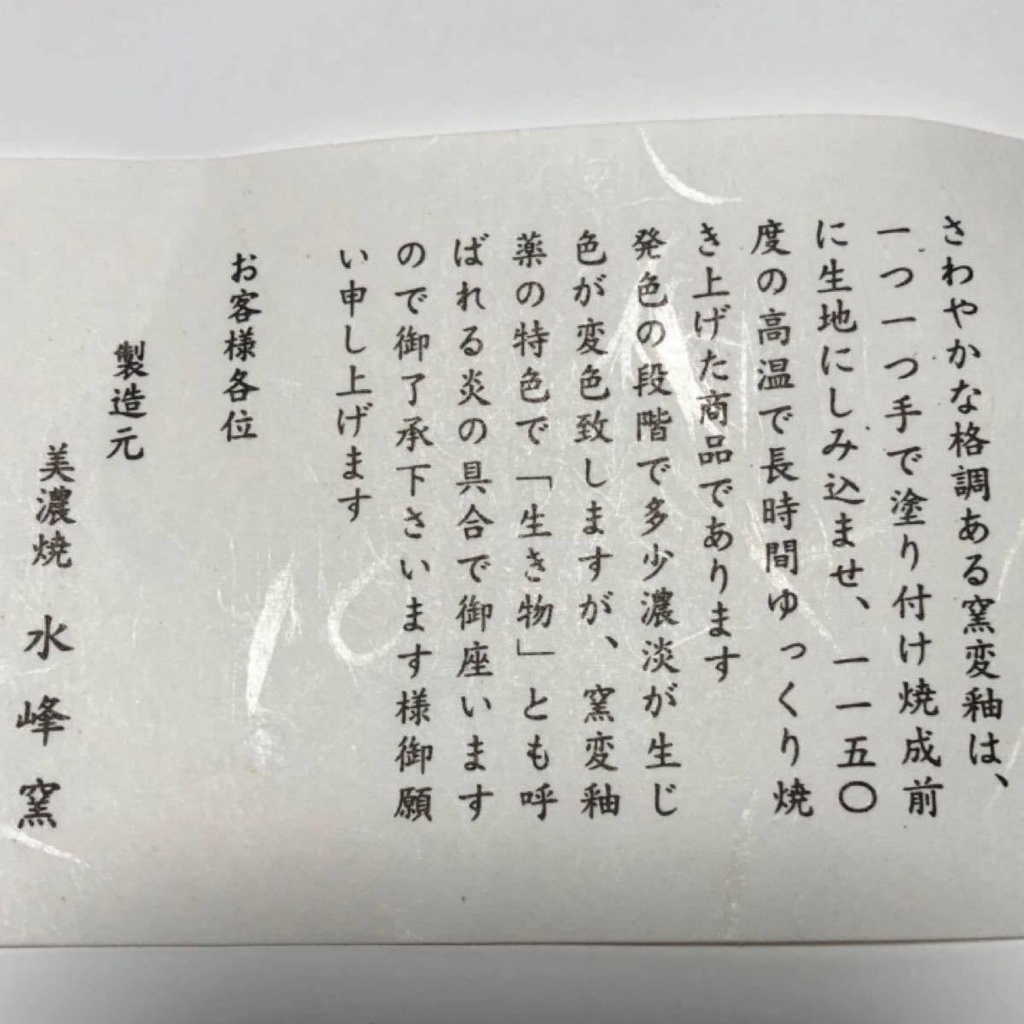 さわやかな格調ある窯変釉は、
一つ一つ手で塗り付け焼成前
に生地にしみ込ませ、一一五〇
度の高温で長時間ゆっくり焼
き上げた商品であります
発色の段階で多少濃淡が生じ
色が変色致しますが、窯変釉
薬の特色で「生き物」とも呼
ばれる炎の具合で御座います
ので御了承下さいます様御願
い申し上げます
お客様各位
製造元
美濃焼 水峰窯